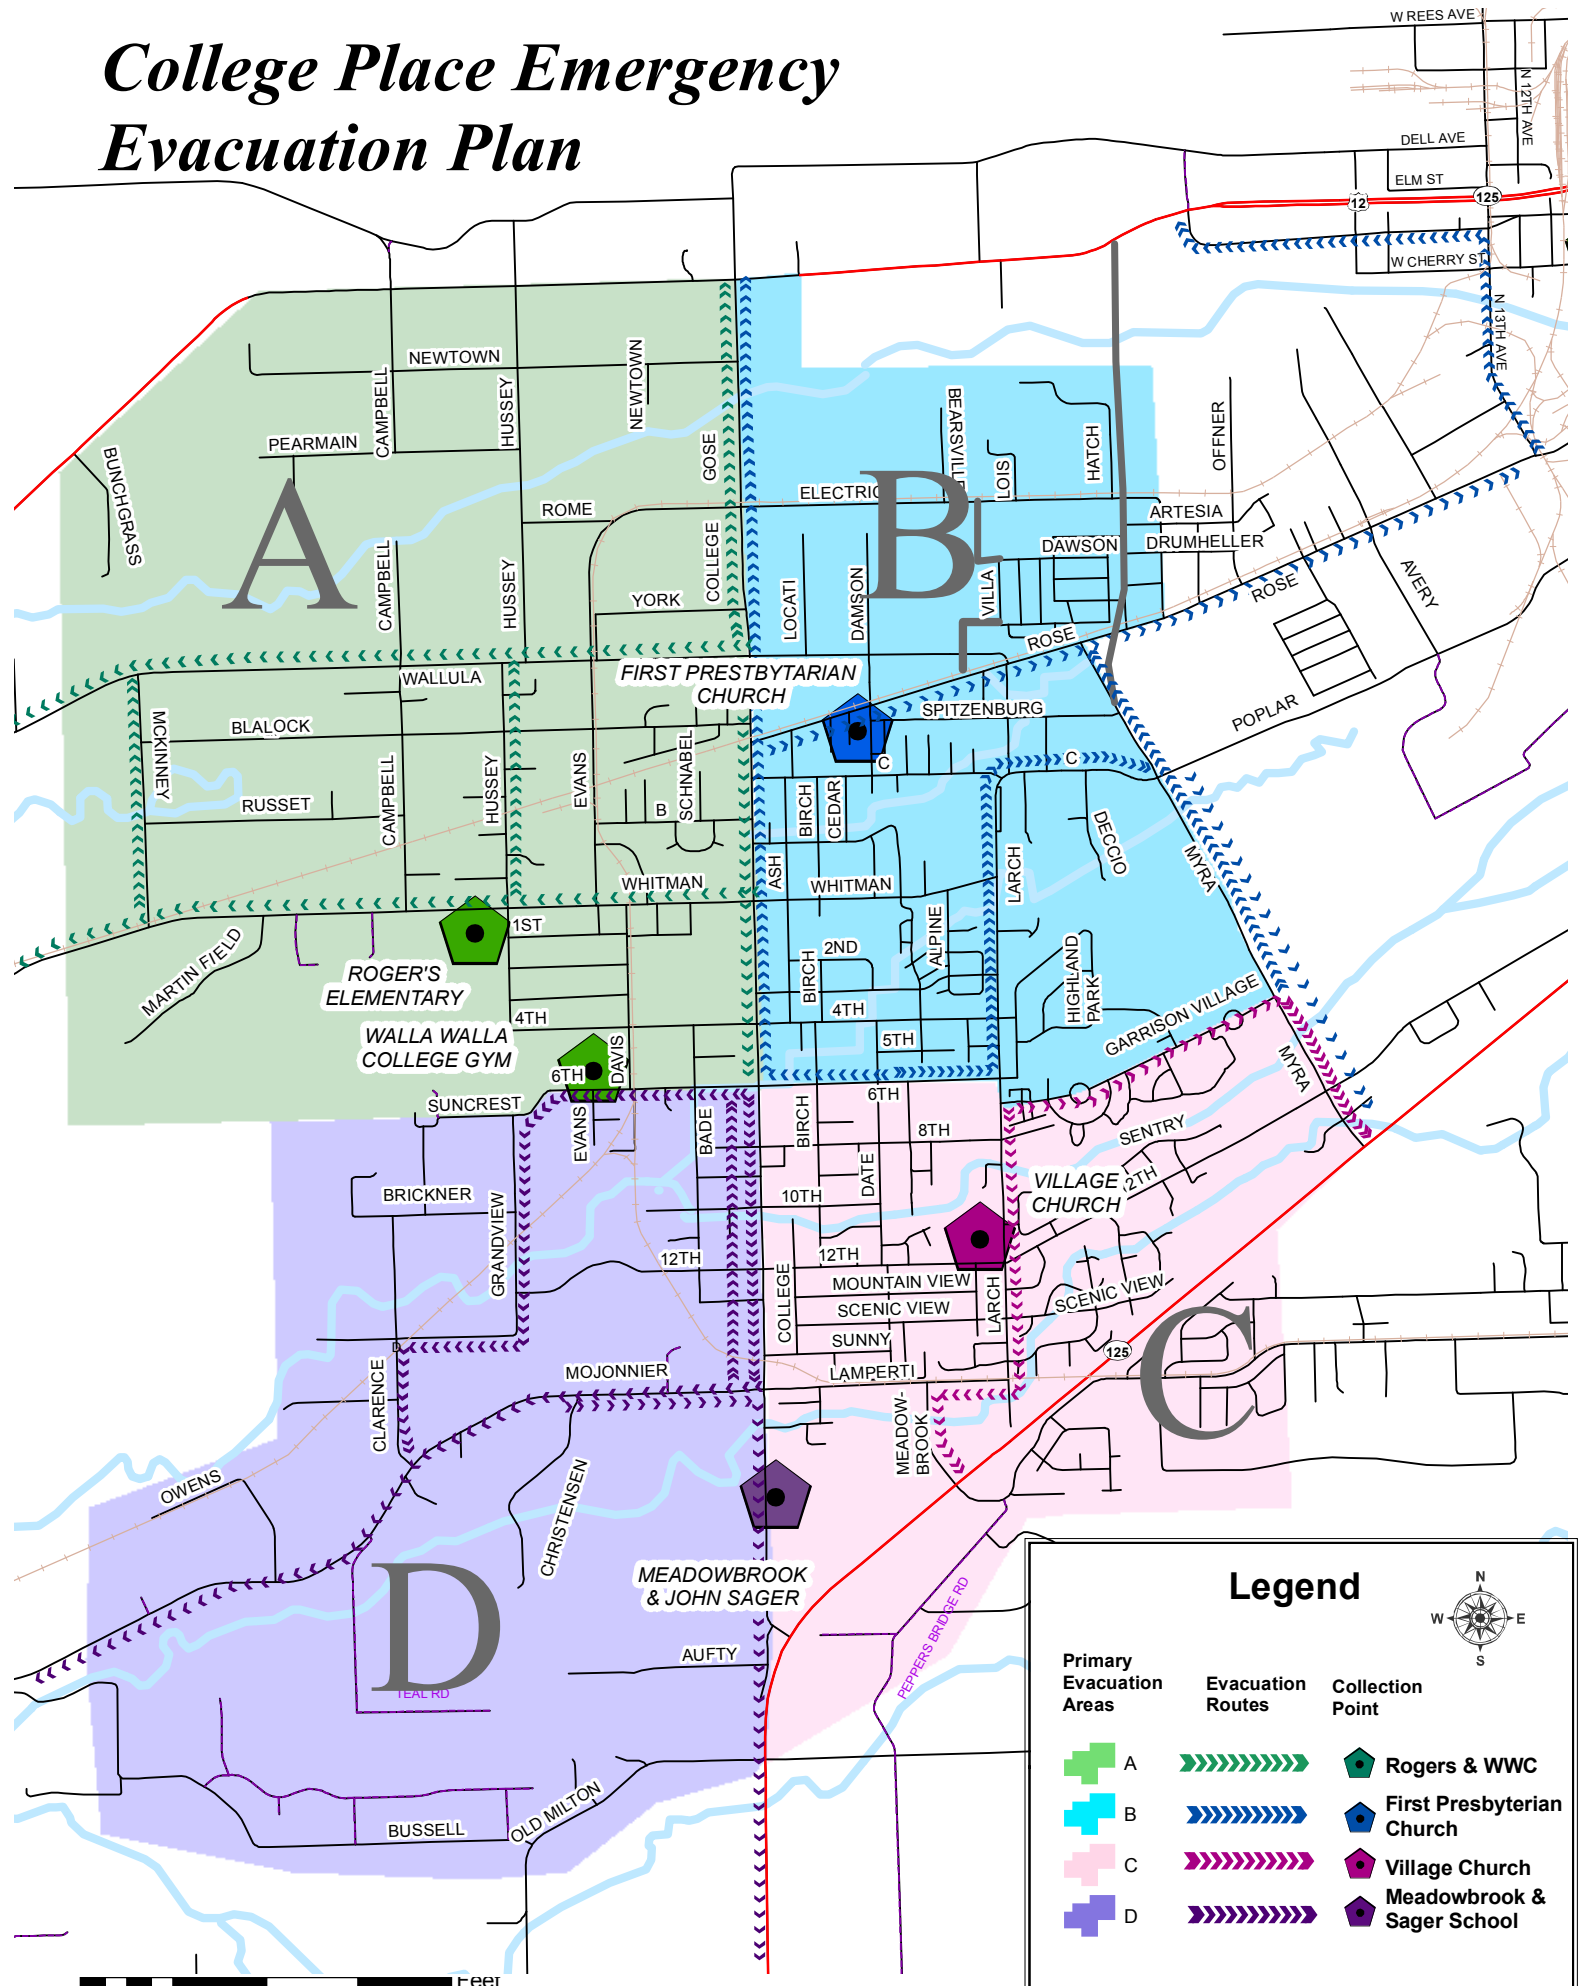 College Place Emergency
Evacuation Plan
W REES AVE
N 12TH AVE
DELL AVE
ELM ST
12
125
W CHERRY ST
N 13TH AVE
NEWTOWN
NEWTOWN
CAMPBELL
HUSSEY
PEARMAIN
BUNCHGRASS
GOSE
BEARSVILLE
LOIS
HATCH
OFFNER
A
B
ELECTRIC
ROME
ARTESIA
DRUMHELLER
DAWSON
COLLEGE
CAMPBELL
HUSSEY
YORK
LOCATI
DAMSON
VILLA
ROSE
ROSE
AVERY
FIRST PRESBYTARIAN
CHURCH
WALLULA
SPITZENBURG
POPLAR
MCKINNEY
BLALOCK
CAMPBELL
HUSSEY
EVANS
SCHNABEL
C
C
RUSSET
B
BIRCH
CEDAR
DECCIO
MYRA
LARCH
ASH
WHITMAN
WHITMAN
1ST
MARTIN FIELD
ROGER'S
ELEMENTARY
2ND
ALPINE
BIRCH
HIGHLAND
PARK
GARRISON VILLAGE
4TH
4TH
5TH
WALLA WALLA
COLLEGE GYM
6TH
DAVIS
MYRA
6TH
SUNCREST
EVANS
BADE
BIRCH
8TH
SENTRY
DATE
VILLAGE
CHURCH
2TH
BRICKNER
GRANDVIEW
10TH
12TH
12TH
COLLEGE
MOUNTAIN VIEW
SCENIC VIEW
SCENIC VIEW
LARCH
SUNNY
125
C
D
CLARENCE
MOJONNIER
LAMPERTI
MEADOW-
BROOK
OWENS
CHRISTENSEN
MEADOWBROOK
& JOHN SAGER
D
TEAL RD
AUFTY
PEPPERS BRIDGE RD
BUSSELL
OLD MILTON
Feet
Legend
N
W
E
S
Primary
Evacuation
Areas
Evacuation
Routes
Collection
Point
A
Rogers & WWC
B
First Presbyterian
Church
C
Village Church
D
Meadowbrook &
Sager School